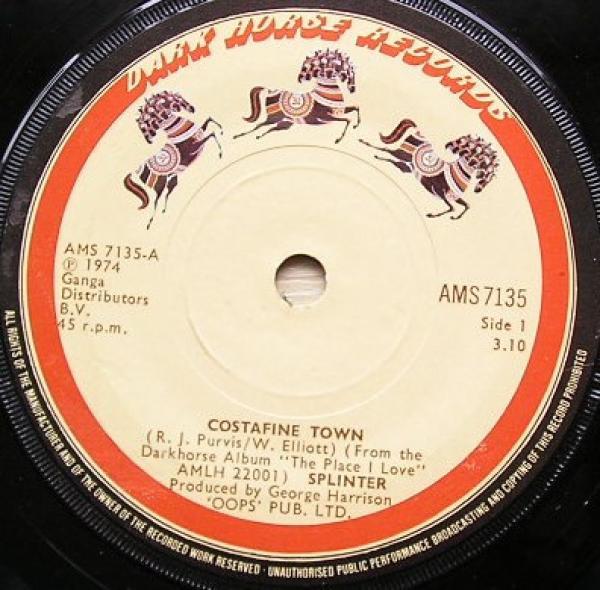 DARK HORSE RECORDS
AMS 7135-A
Ⓟ 1974
Ganga
Distributors
B.V.
45 r.p.m.
AMS7135
Side 1
3.10
COSTAFINE TOWN
(R. J. Purvis/W. Elliott) (From the
Darkhorse Album "The Place I Love"
AMLH 22001) SPLINTER
Produced by George Harrison
'OOPS' PUB. LTD.
ALL RIGHTS OF THE MANUFACTURER AND OF THE OWNER OF THE RECORDED WORK RESERVED · UNAUTHORISED PUBLIC PERFORMANCE BROADCASTING AND COPYING OF THIS RECORD PROHIBITED